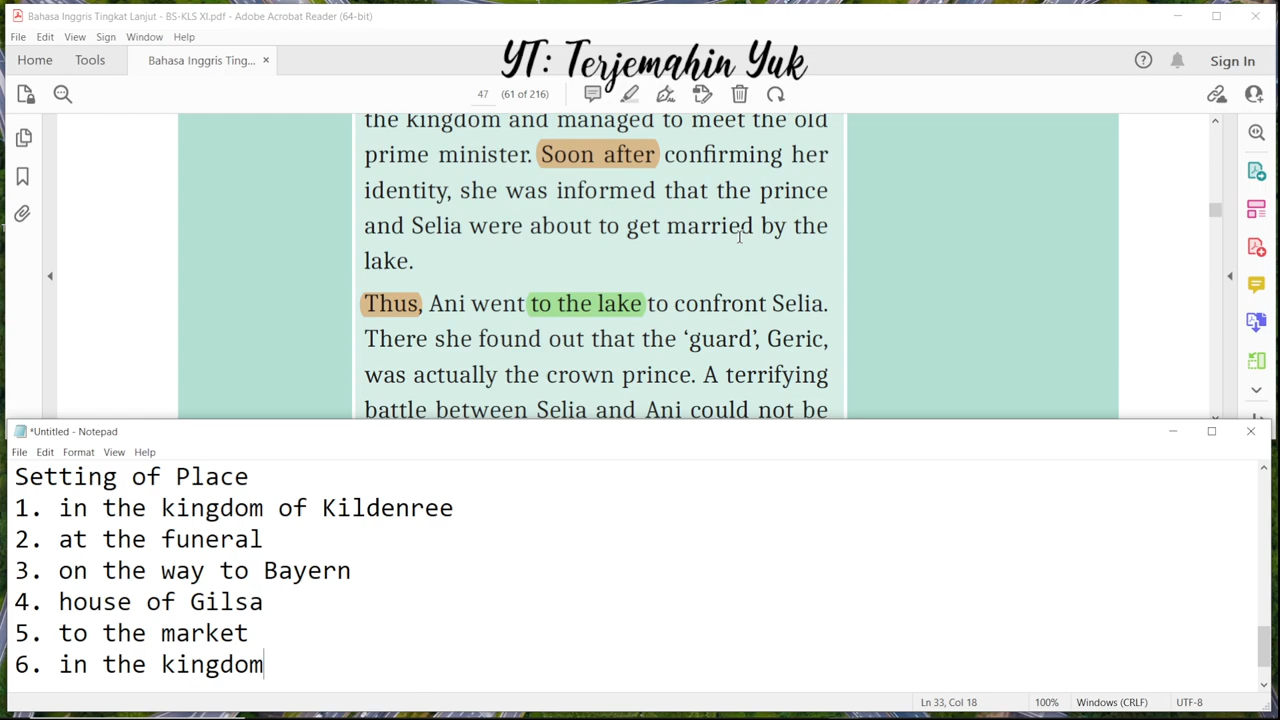 Bahasa Inggris Tingkat Lanjut - BS-KLS XI.pdf - Adobe Acrobat Reader (64-bit)
File Edit View Sign Window Help
YT: Terjemahin Yuk
Home Tools Bahasa Inggris Ting... × Sign In
47 (61 of 216)
the kingdom and managed to meet the old
prime minister. Soon after confirming her
identity, she was informed that the prince
and Selia were about to get married by the
lake.
Thus, Ani went to the lake to confront Selia.
There she found out that the ‘guard’, Geric,
was actually the crown prince. A terrifying
battle between Selia and Ani could not be
*Untitled - Notepad
File Edit Format View Help
Setting of Place
1. in the kingdom of Kildenree
2. at the funeral
3. on the way to Bayern
4. house of Gilsa
5. to the market
6. in the kingdom
Ln 33, Col 18 100% Windows (CRLF) UTF-8